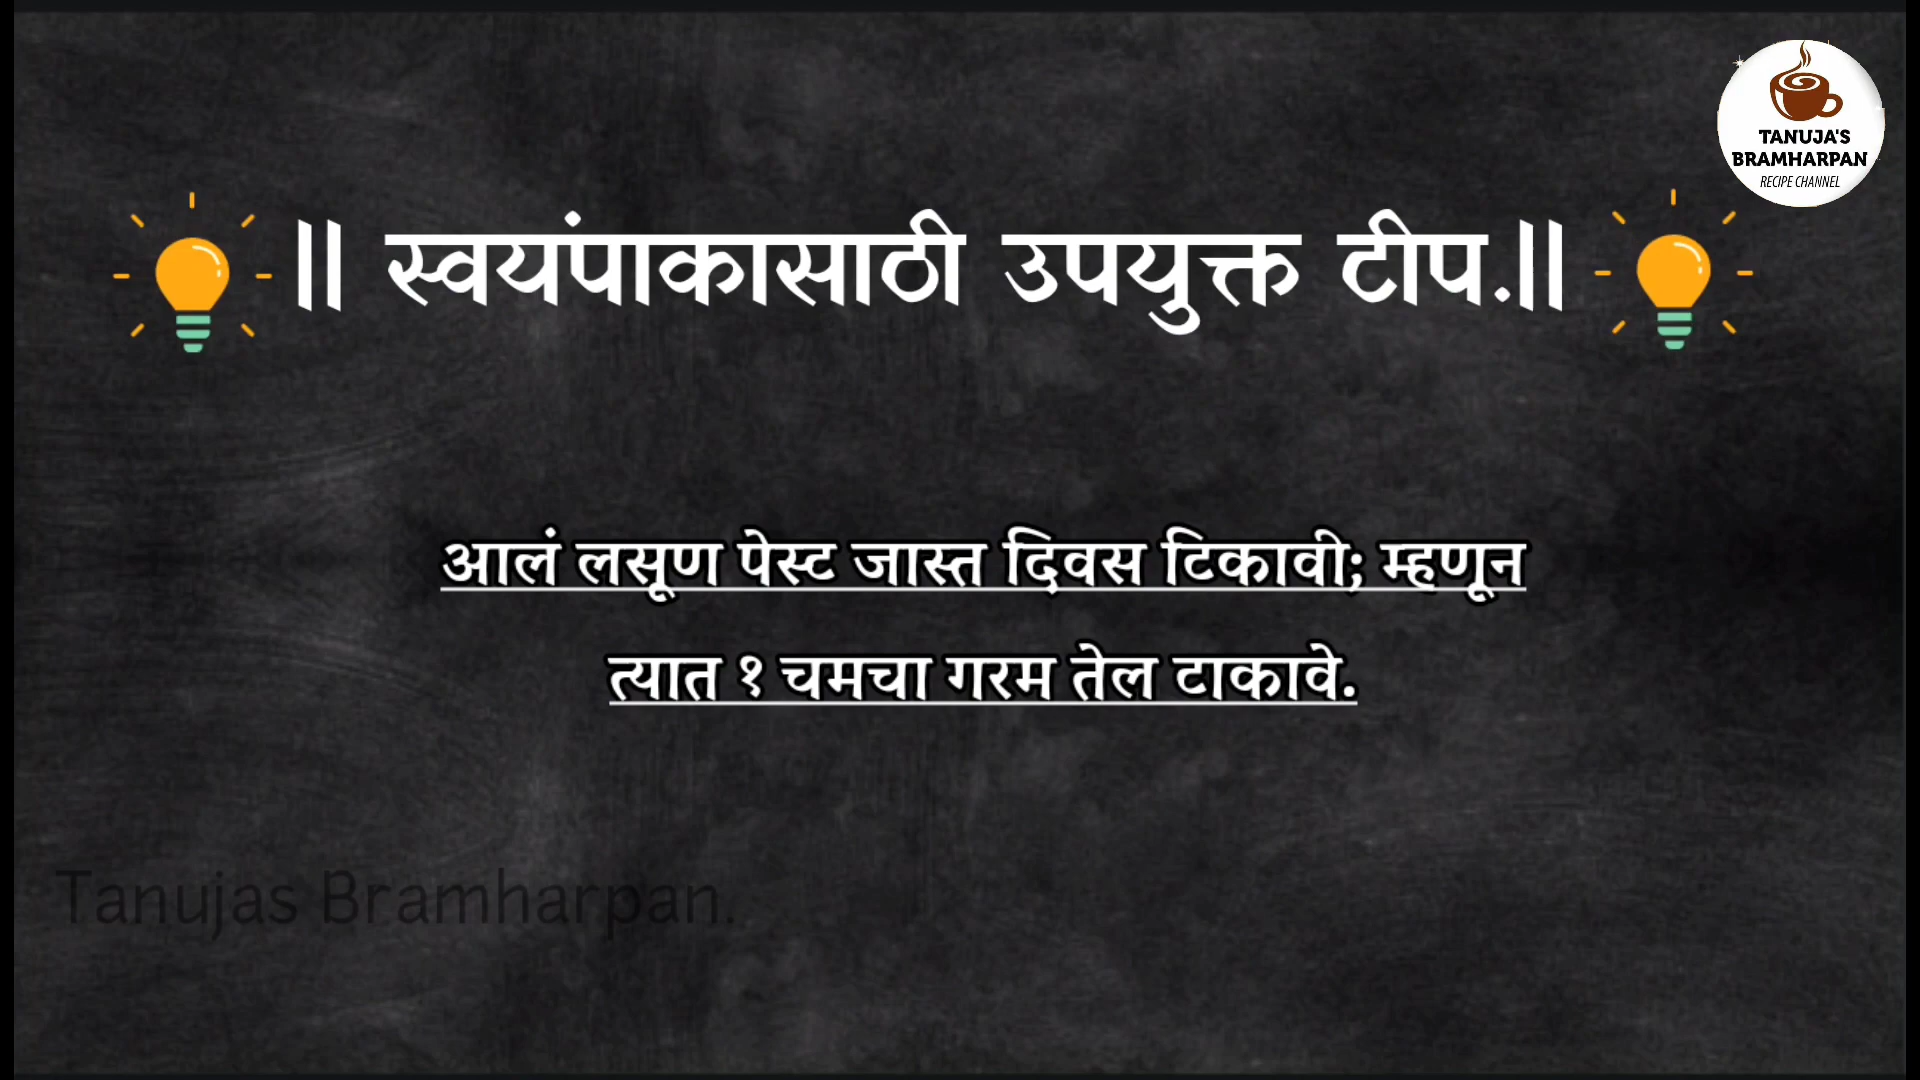 TANUJA'S
BRAMHARPAN
RECIPE CHANNEL
|| स्वयंपाकासाठी उपयुक्त टीप.||
आलं लसूण पेस्ट जास्त दिवस टिकावी; म्हणून
त्यात १ चमचा गरम तेल टाकावे.
Tanujas Bramharpan.